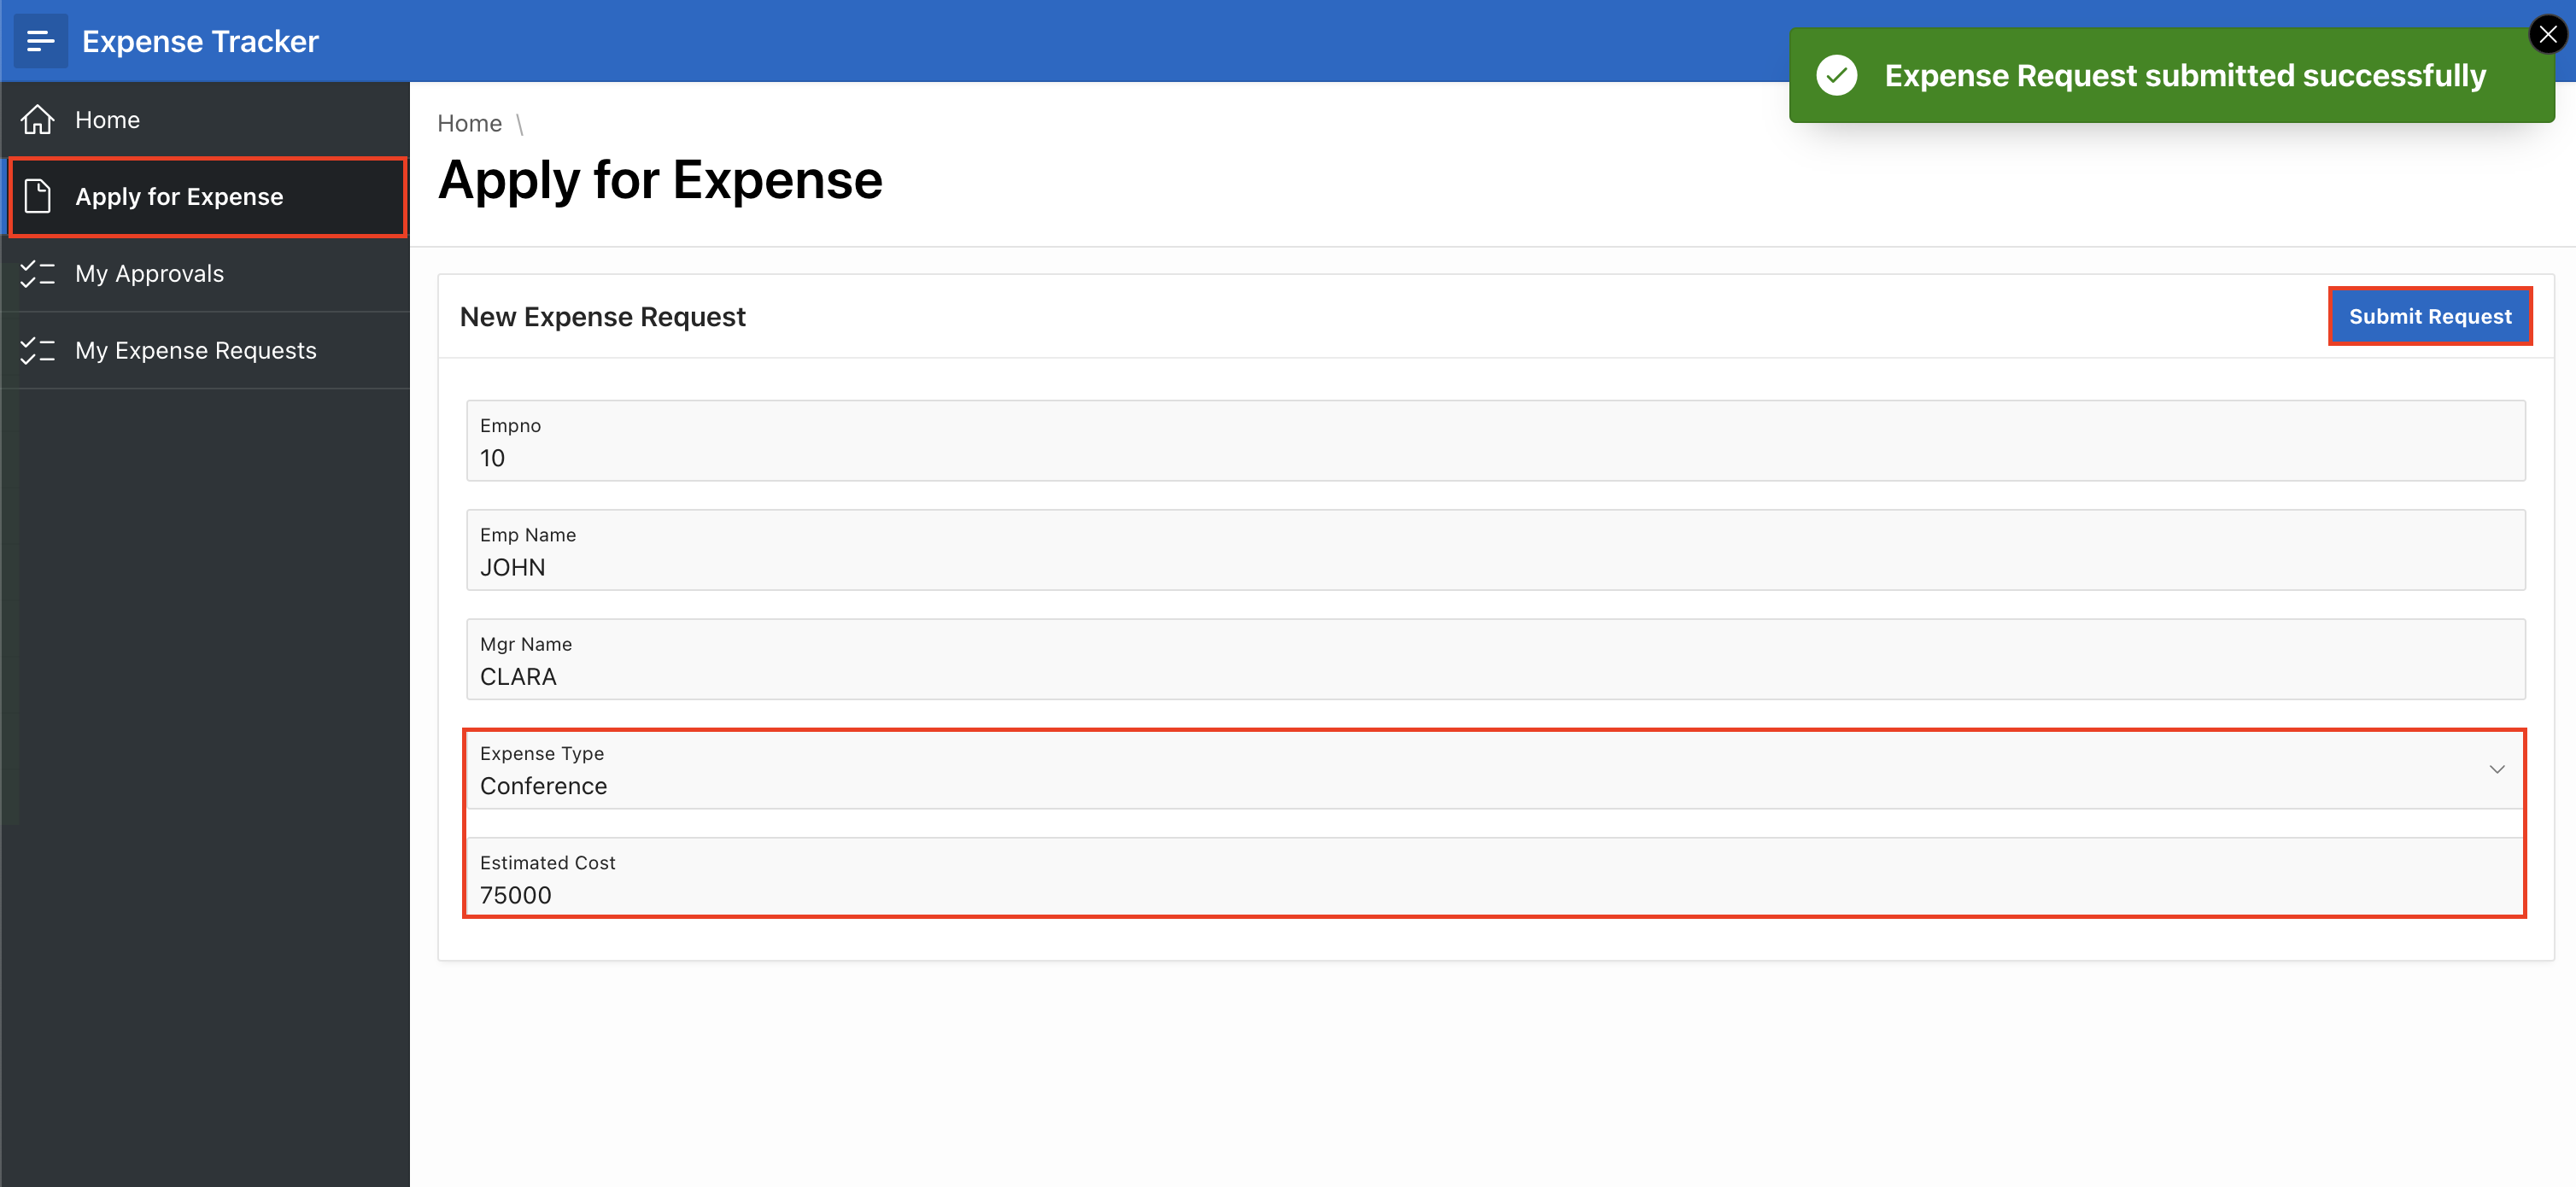 Expense Tracker
Expense Request submitted successfully
Home
Apply for Expense
My Approvals
My Expense Requests
Home \
Apply for Expense
New Expense Request
Submit Request
Empno
10
Emp Name
JOHN
Mgr Name
CLARA
Expense Type
Conference
Estimated Cost
75000